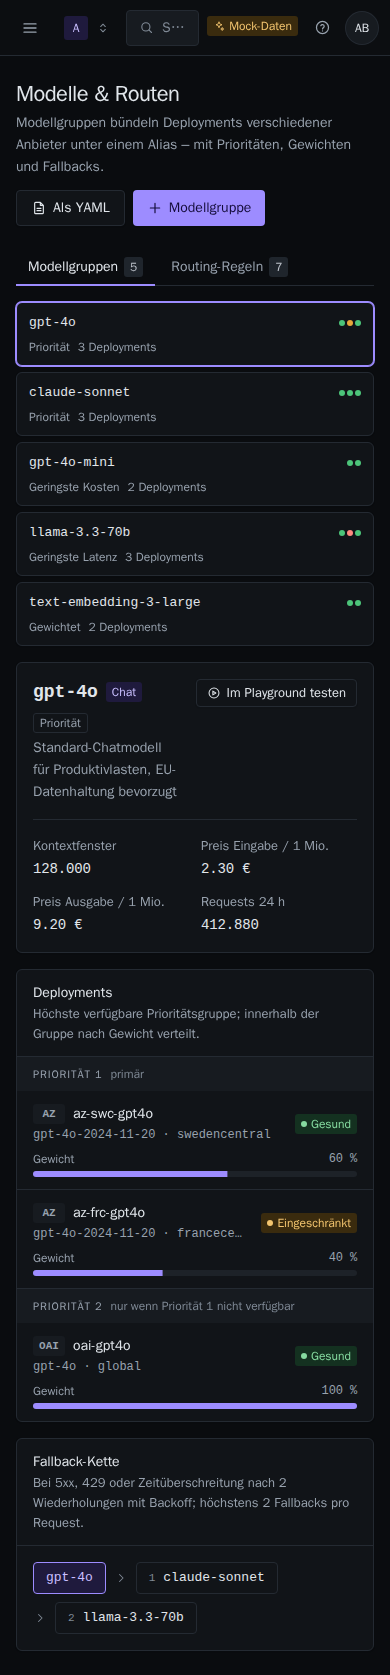 A
S···
Mock-Daten
AB
Modelle & Routen
Modellgruppen bündeln Deployments verschiedener
Anbieter unter einem Alias – mit Prioritäten, Gewichten
und Fallbacks.
Als YAML
Modellgruppe
Modellgruppen 5
Routing-Regeln 7
gpt-4o
Priorität 3 Deployments
claude-sonnet
Priorität 3 Deployments
gpt-4o-mini
Geringste Kosten 2 Deployments
llama-3.3-70b
Geringste Latenz 3 Deployments
text-embedding-3-large
Gewichtet 2 Deployments
gpt-4o Chat
Im Playground testen
Priorität
Standard-Chatmodell
für Produktivlasten, EU-
Datenhaltung bevorzugt
Kontextfenster
128.000
Preis Eingabe / 1 Mio.
2.30 €
Preis Ausgabe / 1 Mio.
9.20 €
Requests 24 h
412.880
Deployments
Höchste verfügbare Prioritätsgruppe; innerhalb der
Gruppe nach Gewicht verteilt.
PRIORITÄT 1 primär
AZ az-swc-gpt4o
gpt-4o-2024-11-20 · swedencentral
Gesund
Gewicht 60 %
AZ az-frc-gpt4o
gpt-4o-2024-11-20 · francece…
Eingeschränkt
Gewicht 40 %
PRIORITÄT 2 nur wenn Priorität 1 nicht verfügbar
OAI oai-gpt4o
gpt-4o · global
Gesund
Gewicht 100 %
Fallback-Kette
Bei 5xx, 429 oder Zeitüberschreitung nach 2
Wiederholungen mit Backoff; höchstens 2 Fallbacks pro
Request.
gpt-4o
1 claude-sonnet
2 llama-3.3-70b